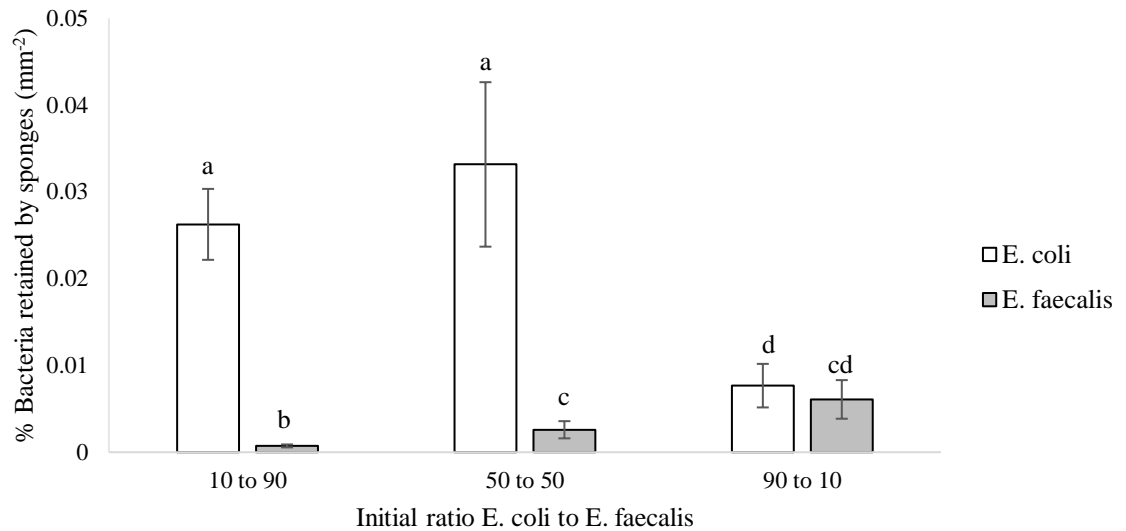 % Bacteria retained by sponges (mm-2)
0.05
0.04
0.03
0.02
0.01
0
a
b
a
c
d
cd
10 to 90
50 to 50
90 to 10
Initial ratio E. coli to E. faecalis
E. coli
E. faecalis